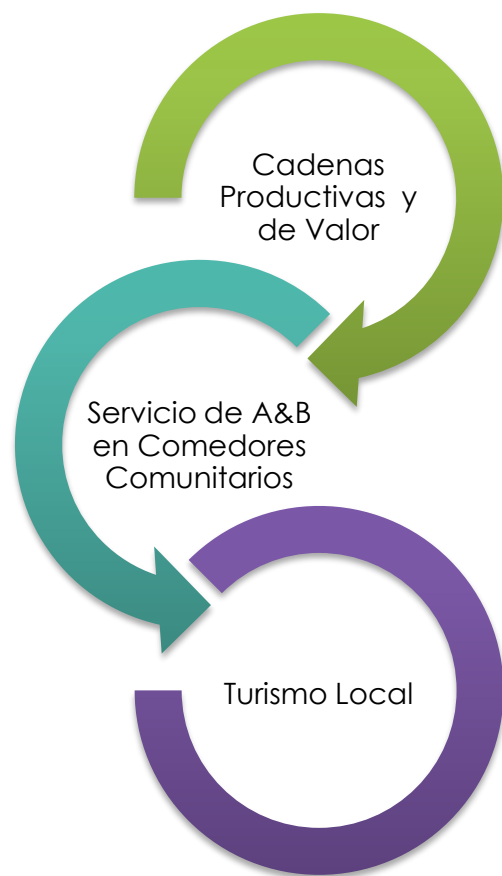 Cadenas
Productivas y
de Valor
Servicio de A&B
en Comedores
Comunitarios
Turismo Local